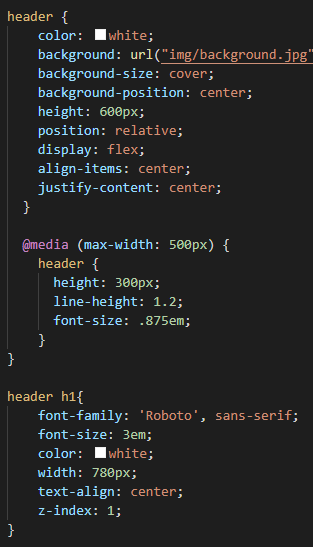 header {
color: white;
background: url("img/background.jpg"
background-size: cover;
background-position: center;
height: 600px;
position: relative;
display: flex;
align-items: center;
justify-content: center;
}
@media (max-width: 500px) {
header {
height: 300px;
line-height: 1.2;
font-size: .875em;
}
}
header h1{
font-family: 'Roboto', sans-serif;
font-size: 3em;
color: white;
width: 780px;
text-align: center;
z-index: 1;
}